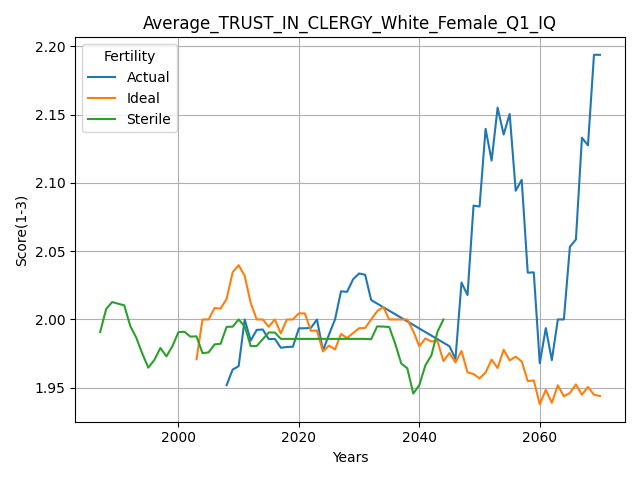 Average_TRUST_IN_CLERGY_White_Female_Q1_IQ
Fertility
Actual
Ideal
Sterile
Score(1-3)
2.20
2.15
2.10
2.05
2.00
1.95
2000
2020
2040
2060
Years